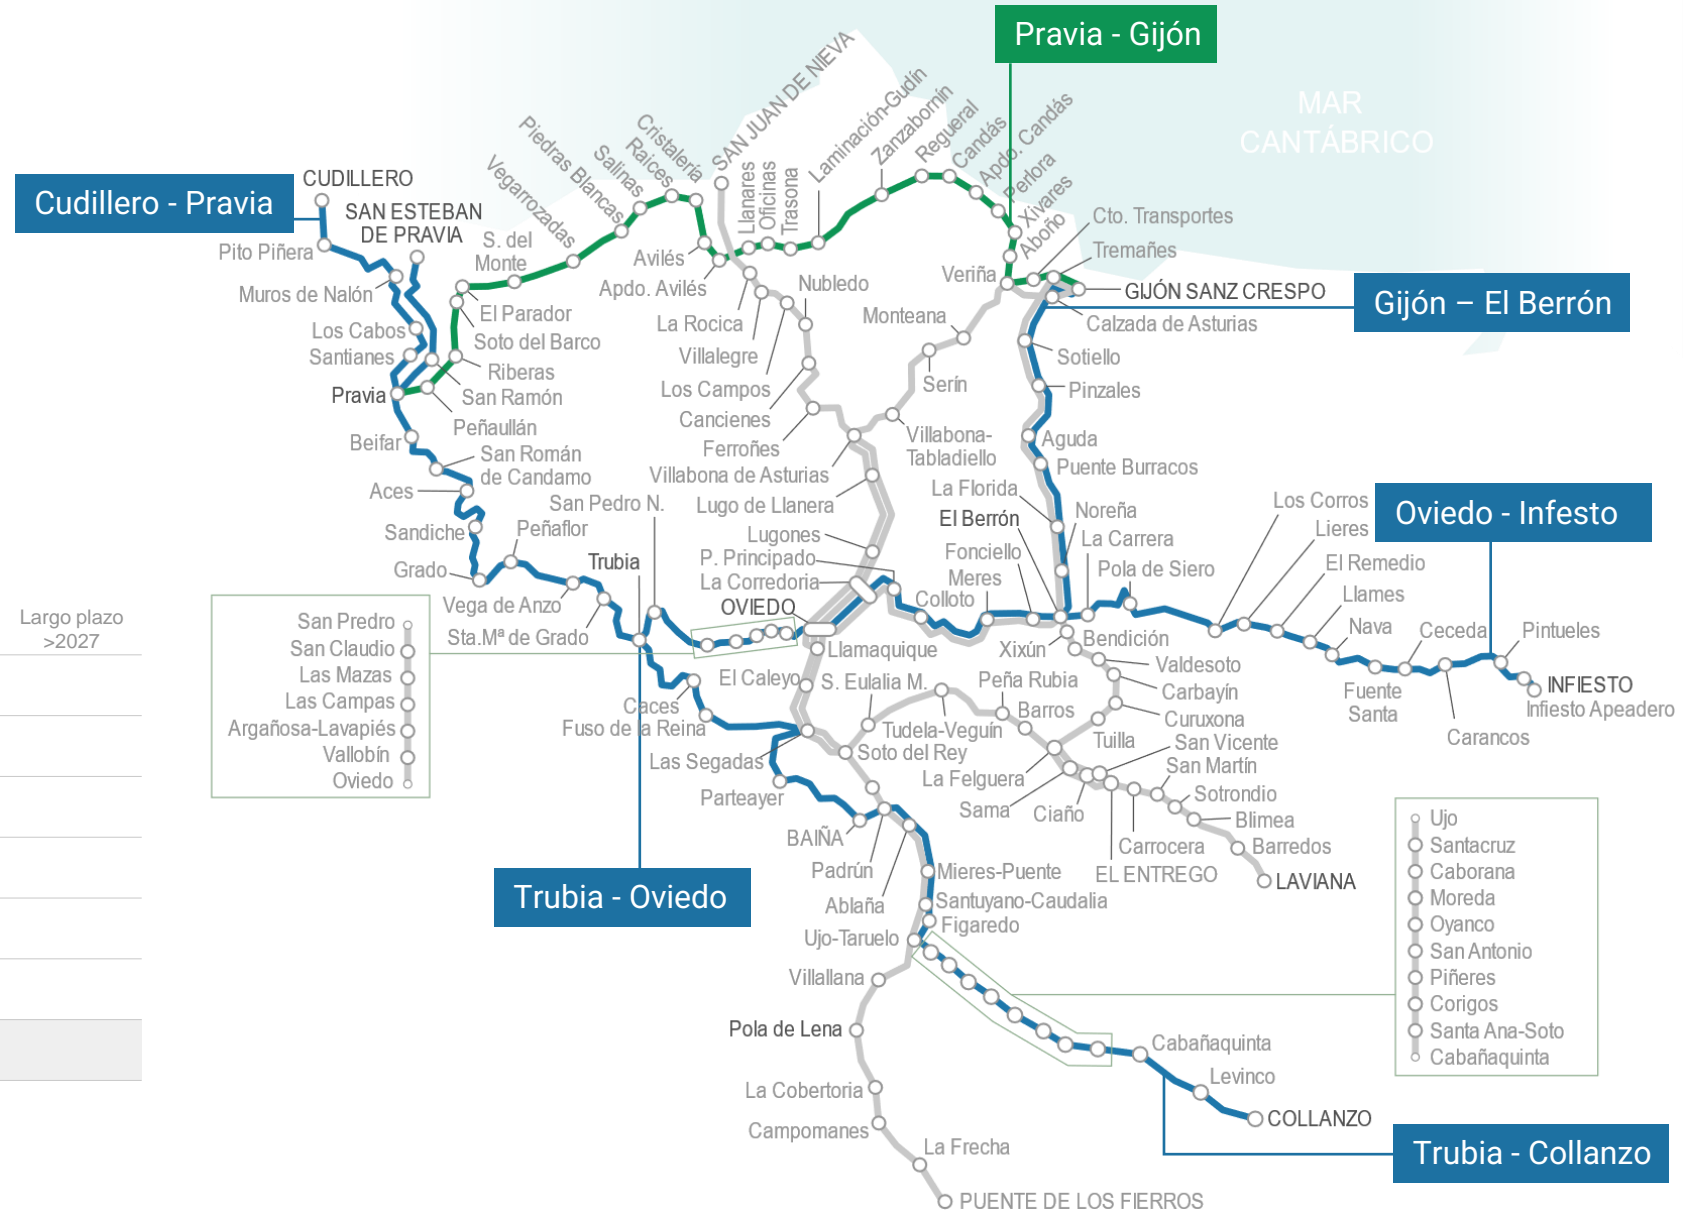 Pravia - Gijón
MAR
CANTÁBRICO
SAN JUAN DE NIEVA
Cristalería
Raices
Salinas
Piedras Blancas
Vegarrozadas
Llanares
Oficinas
Trasona
Laminación-Gudín
Zanzabornín
Regueral
Candás
Apdo. Candás
Perlora
Xivares
Aboño
Cudillero - Pravia
CUDILLERO
SAN ESTEBAN
DE PRAVIA
Pito Piñera
Muros de Nalón
Los Cabos
Santianes
Pravia
S. del
Monte
El Parador
Soto del Barco
Riberas
San Ramón
Peñaullán
Avilés
Apdo. Avilés
La Rocica
Villalegre
Los Campos
Cancienes
Ferroñes
Villabona de Asturias
Nubledo
Monteana
Serín
Villabona-
Tabladiello
Veriña
Cto. Transportes
Tremañes
GIJÓN SANZ CRESPO
Calzada de Asturias
Gijón – El Berrón
Sotiello
Pinzales
Aguda
Puente Burracos
La Florida
El Berrón
Noreña
La Carrera
Pola de Siero
Fonciello
Meres
Colloto
Beifar
San Román
de Candamo
Aces
Sandiche
Grado
Peñaflor
San Pedro N.
Trubia
Vega de Anzo
Sta.Mª de Grado
Lugo de Llanera
Lugones
P. Principado
La Corredoria
OVIEDO
Los Corros
Lieres
El Remedio
Llames
Nava
Ceceda
Pintueles
Oviedo - Infesto
INFIESTO
Infiesto Apeadero
Fuente
Santa
Carancos
Largo plazo
>2027
San Predro
San Claudio
Las Mazas
Las Campas
Argañosa-Lavapiés
Vallobín
Oviedo
Llamaquique
El Caleyo
Caces
Fuso de la Reina
Las Segadas
Parteayer
BAIÑA
Padrún
Ablaña
S. Eulalia M.
Tudela-Veguín
Soto del Rey
Xixún
Bendición
Valdesoto
Carbayín
Curuxona
Tuilla
Peña Rubia
Barros
La Felguera
Sama
Ciaño
San Vicente
San Martín
Sotrondio
Blimea
Barredos
Carrocera
EL ENTREGO
LAVIANA
Trubia - Oviedo
Mieres-Puente
Santuyano-Caudalia
Figaredo
Ujo-Taruelo
Villallana
Pola de Lena
La Cobertoria
Campomanes
La Frecha
PUENTE DE LOS FIERROS
Ujo
Santacruz
Caborana
Moreda
Oyanco
San Antonio
Piñeres
Corigos
Santa Ana-Soto
Cabañaquinta
Cabañaquinta
Levinco
COLLANZO
Trubia - Collanzo